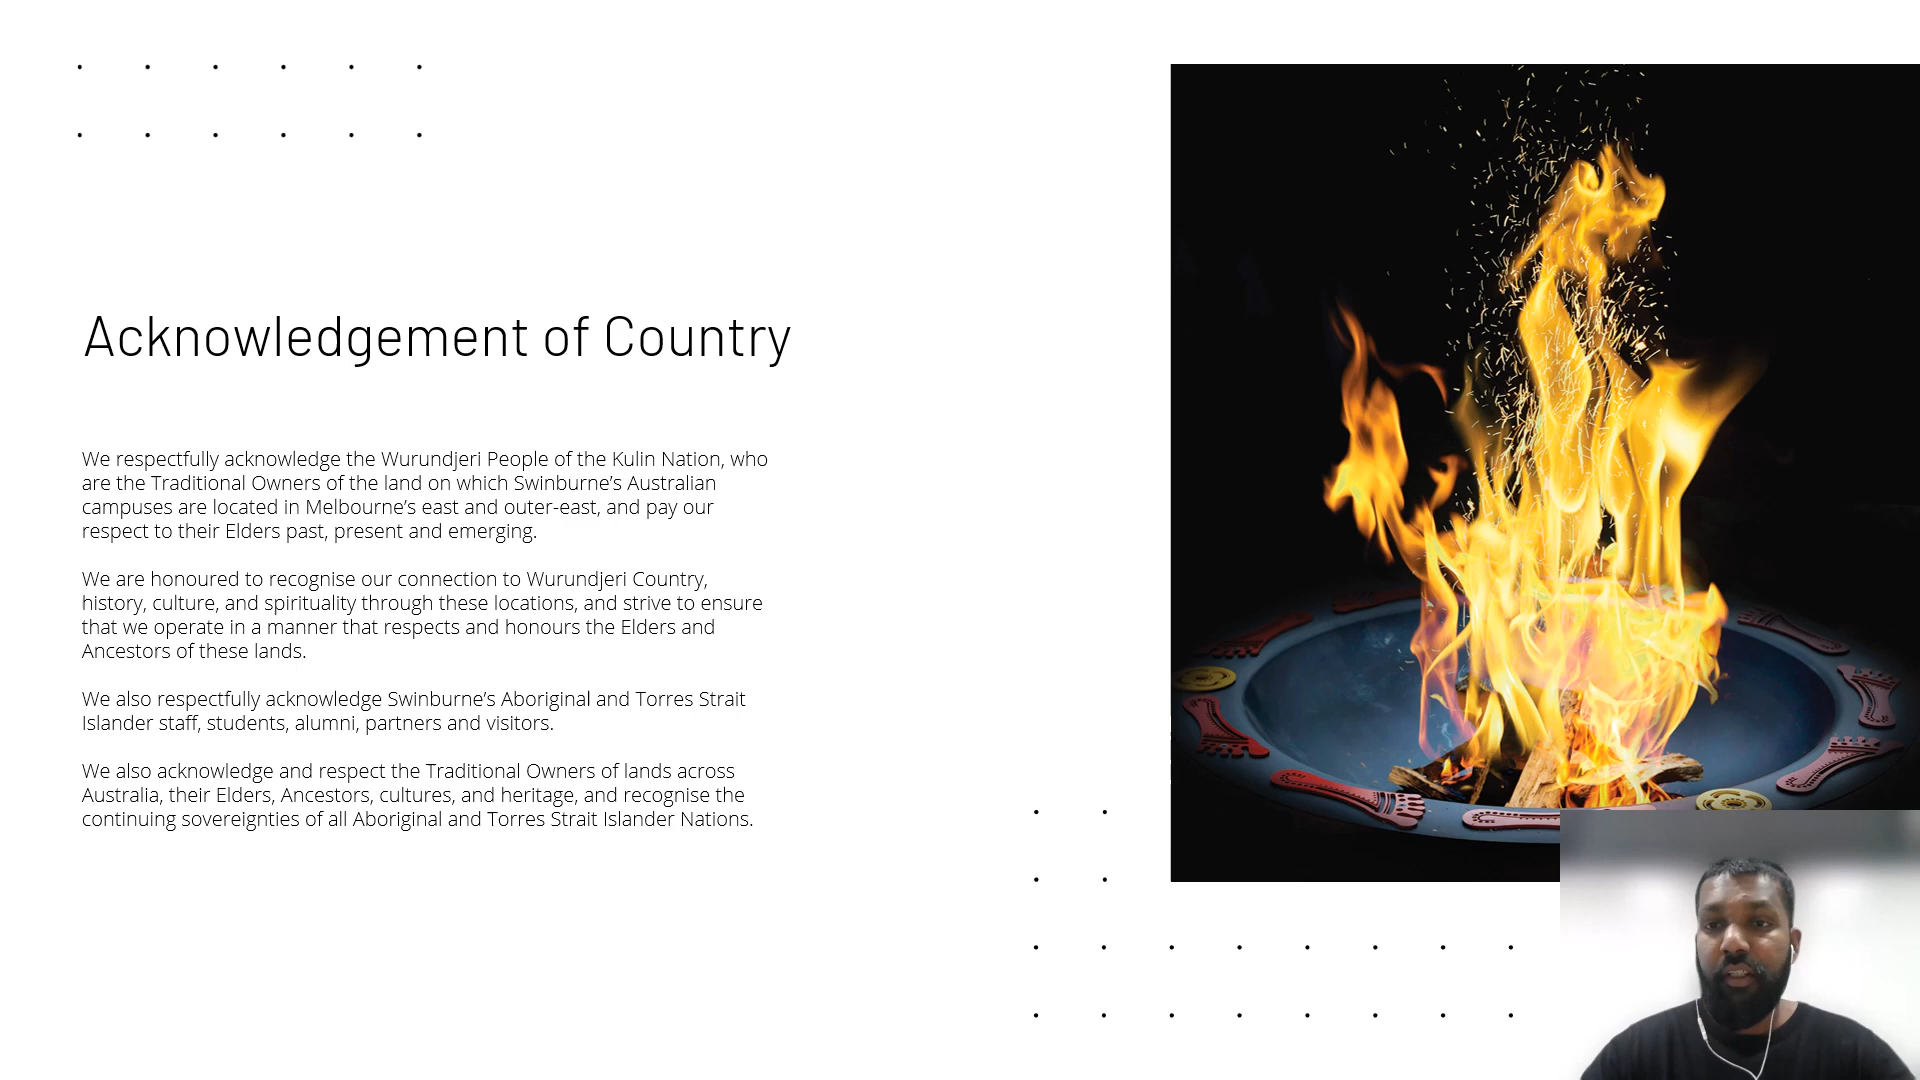 Acknowledgement of Country
We respectfully acknowledge the Wurundjeri People of the Kulin Nation, who
are the Traditional Owners of the land on which Swinburne’s Australian
campuses are located in Melbourne’s east and outer-east, and pay our
respect to their Elders past, present and emerging.
We are honoured to recognise our connection to Wurundjeri Country,
history, culture, and spirituality through these locations, and strive to ensure
that we operate in a manner that respects and honours the Elders and
Ancestors of these lands.
We also respectfully acknowledge Swinburne’s Aboriginal and Torres Strait
Islander staff, students, alumni, partners and visitors.
We also acknowledge and respect the Traditional Owners of lands across
Australia, their Elders, Ancestors, cultures, and heritage, and recognise the
continuing sovereignties of all Aboriginal and Torres Strait Islander Nations.